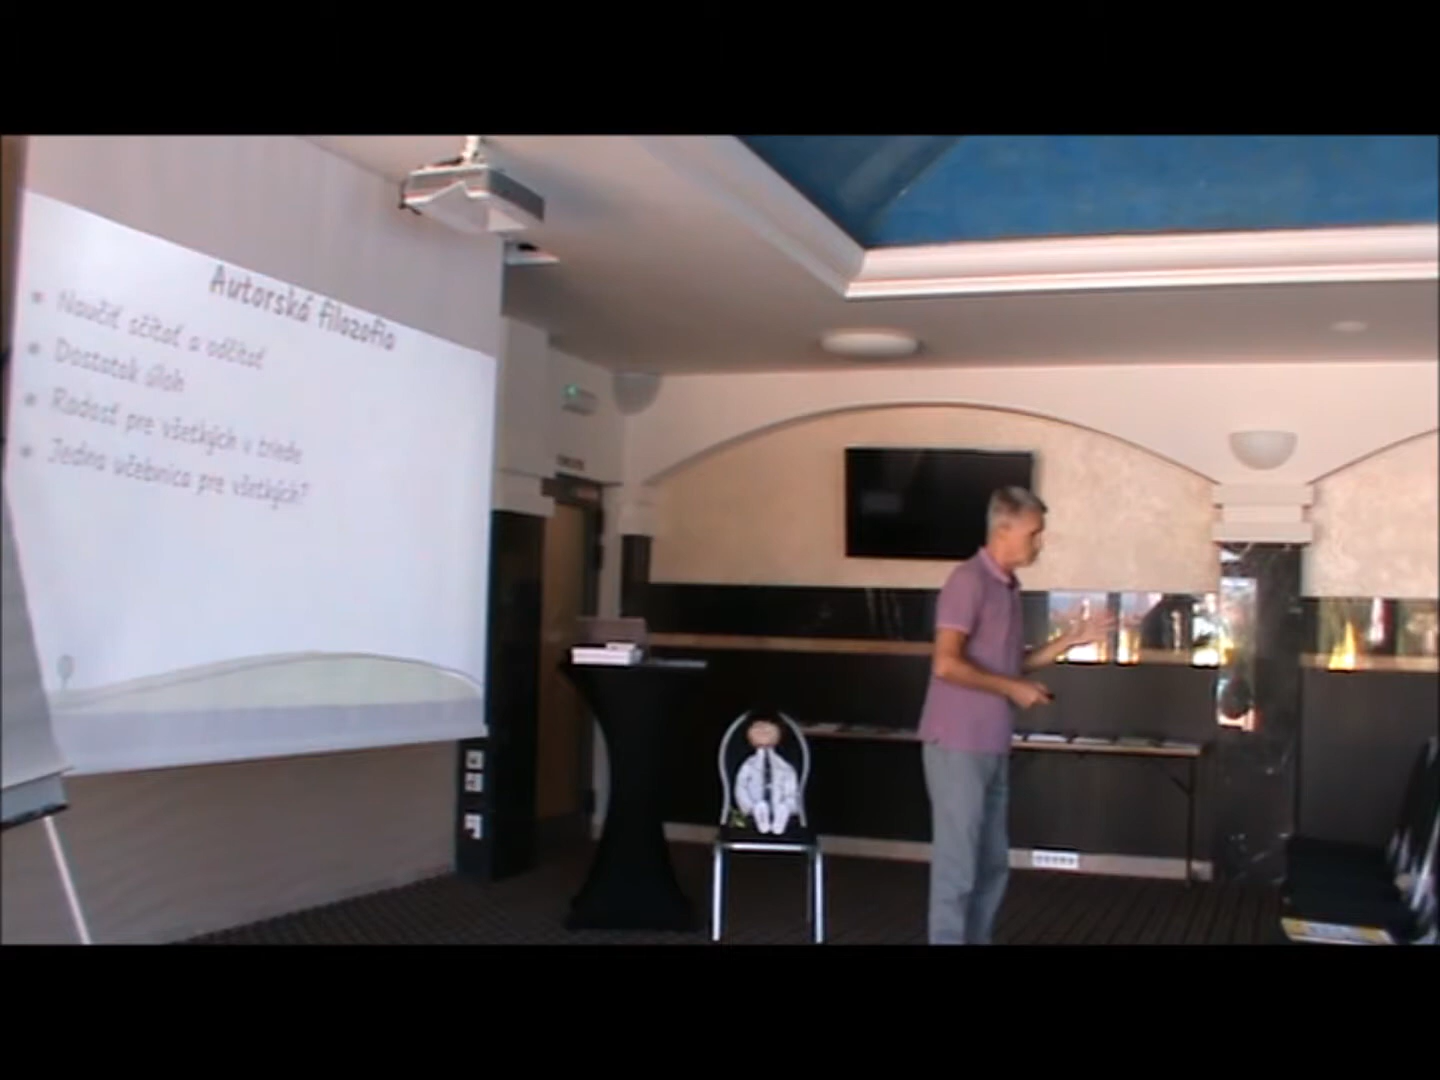 Autorská filozofia
Naučiť sčítať a odčítať
Dostatok úloh
Radosť pre všetkých v triede
Jedna učebnica pre všetkých?